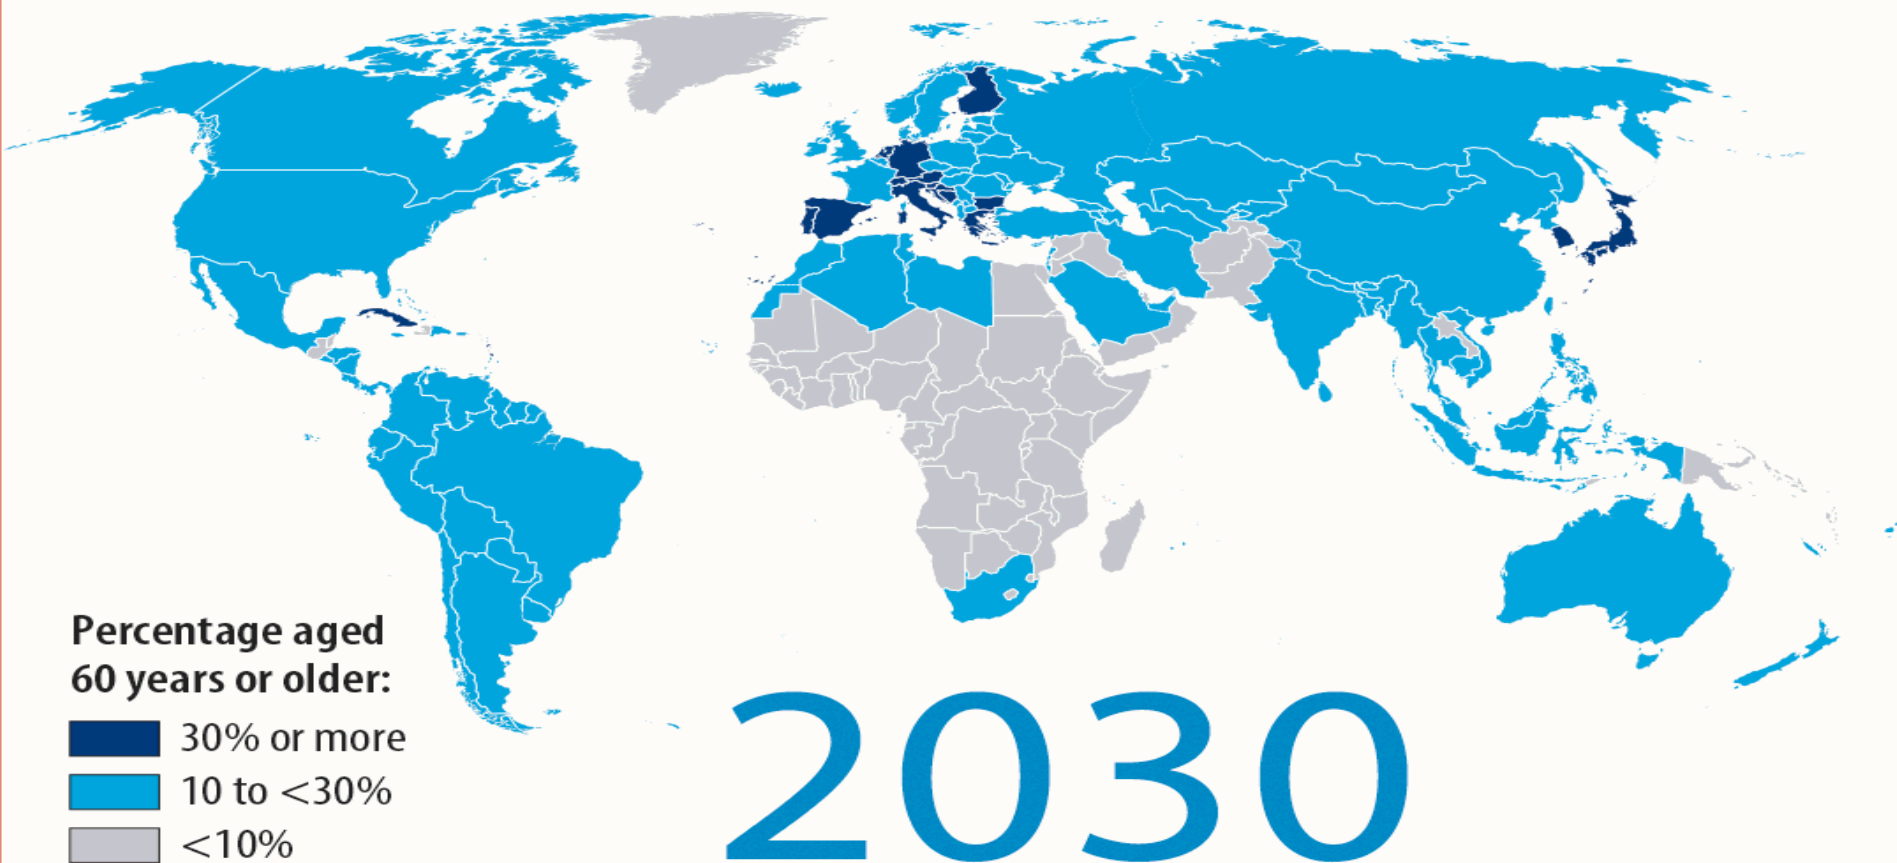 Percentage aged
60 years or older:
30% or more
10 to <30%
<10%
2030